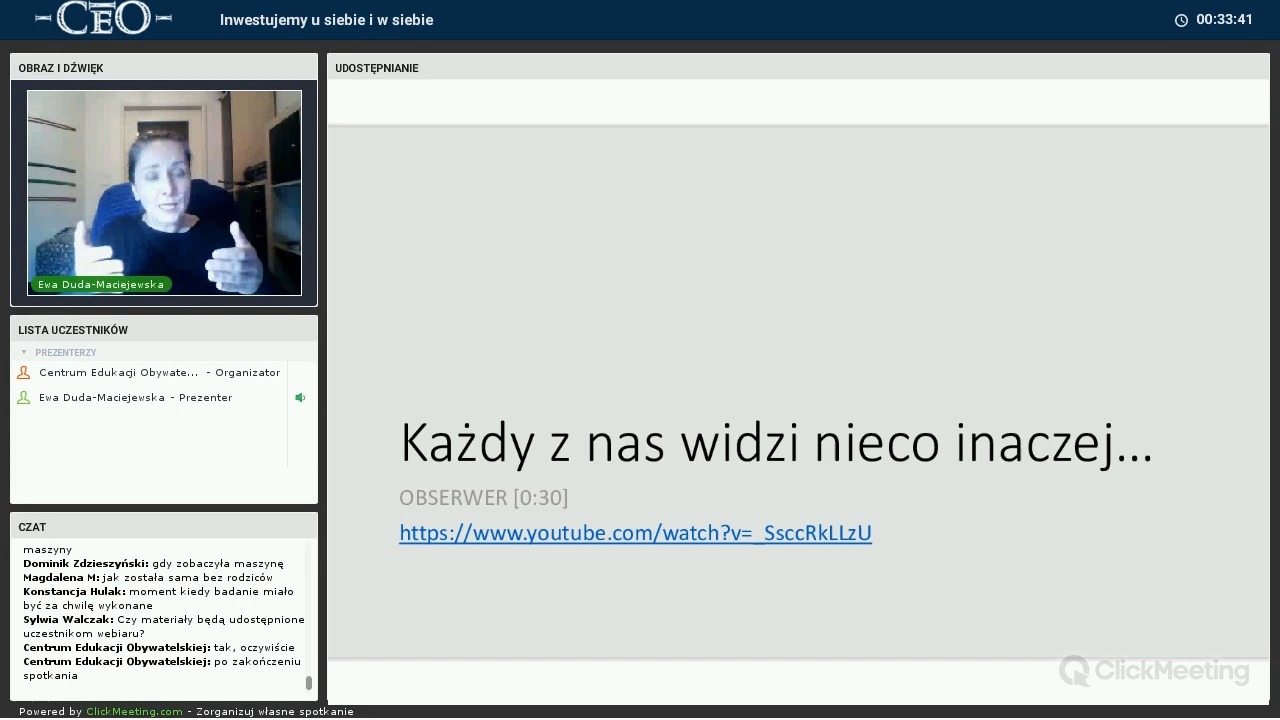 CEO
Inwestujemy u siebie i w siebie
00:33:41
OBRAZ I DŹWIĘK
Ewa Duda-Maciejewska
LISTA UCZESTNIKÓW
PREZENTERZY
Centrum Edukacji Obywate... - Organizator
Ewa Duda-Maciejewska - Prezenter
CZAT
maszyny
Dominik Zdzieszyński: gdy zobaczyła maszynę
Magdalena M: jak została sama bez rodziców
Konstancja Hulak: moment kiedy badanie miało
być za chwilę wykonane
Sylwia Walczak: Czy materiały będą udostępnione
uczestnikom webiaru?
Centrum Edukacji Obywatelskiej: tak, oczywiście
Centrum Edukacji Obywatelskiej: po zakończeniu
spotkania
Powered by ClickMeeting.com - Zorganizuj własne spotkanie
UDOSTĘPNIANIE
Każdy z nas widzi nieco inaczej...
OBSERWER [0:30]
https://www.youtube.com/watch?v=_SsccRkLLzU
ClickMeeting